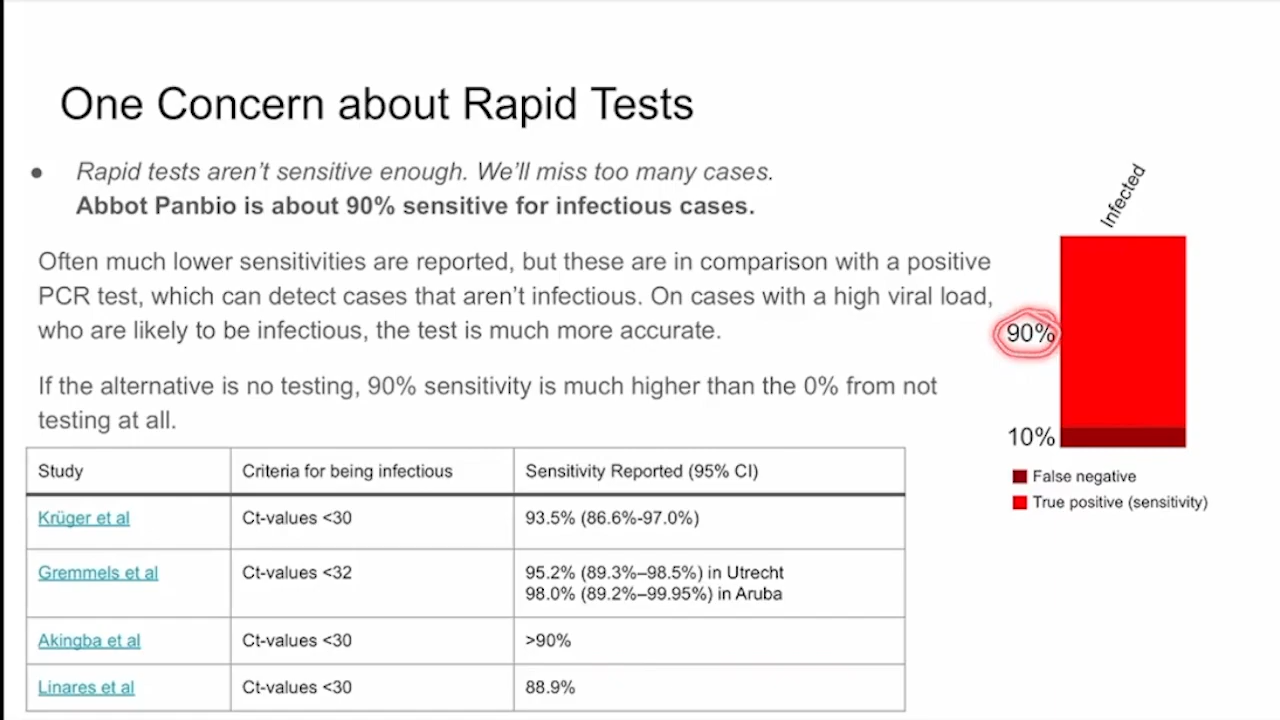 One Concern about Rapid Tests
● Rapid tests aren't sensitive enough. We'll miss too many cases.
Abbot Panbio is about 90% sensitive for infectious cases.
Often much lower sensitivities are reported, but these are in comparison with a positive
PCR test, which can detect cases that aren't infectious. On cases with a high viral load,
who are likely to be infectious, the test is much more accurate.
If the alternative is no testing, 90% sensitivity is much higher than the 0% from not
testing at all.
Study Criteria for being infectious Sensitivity Reported (95% CI)
Krüger et al Ct-values <30 93.5% (86.6%-97.0%)
Gremmels et al Ct-values <32 95.2% (89.3%–98.5%) in Utrecht
98.0% (89.2%–99.95%) in Aruba
Akingba et al Ct-values <30 >90%
Linares et al Ct-values <30 88.9%
Infected
90%
10%
False negative
True positive (sensitivity)